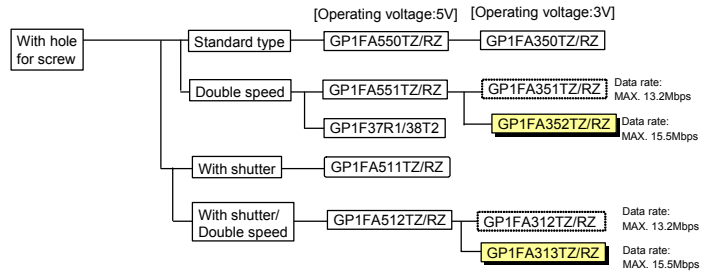 [Operating voltage:5V] [Operating voltage:3V]
With hole
for screw
Standard type
GP1FA550TZ/RZ
GP1FA350TZ/RZ
Double speed
GP1FA551TZ/RZ
GP1FA351TZ/RZ
Data rate:
MAX. 13.2Mbps
GP1F37R1/38T2
GP1FA352TZ/RZ
Data rate:
MAX. 15.5Mbps
With shutter
GP1FA511TZ/RZ
With shutter/
Double speed
GP1FA512TZ/RZ
GP1FA312TZ/RZ
Data rate:
MAX. 13.2Mbps
GP1FA313TZ/RZ
Data rate:
MAX. 15.5Mbps